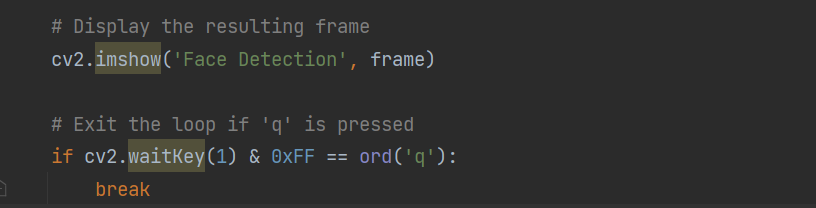 # Display the resulting frame
cv2.imshow('Face Detection', frame)
# Exit the loop if 'q' is pressed
if cv2.waitKey(1) & 0xFF == ord('q'):
break